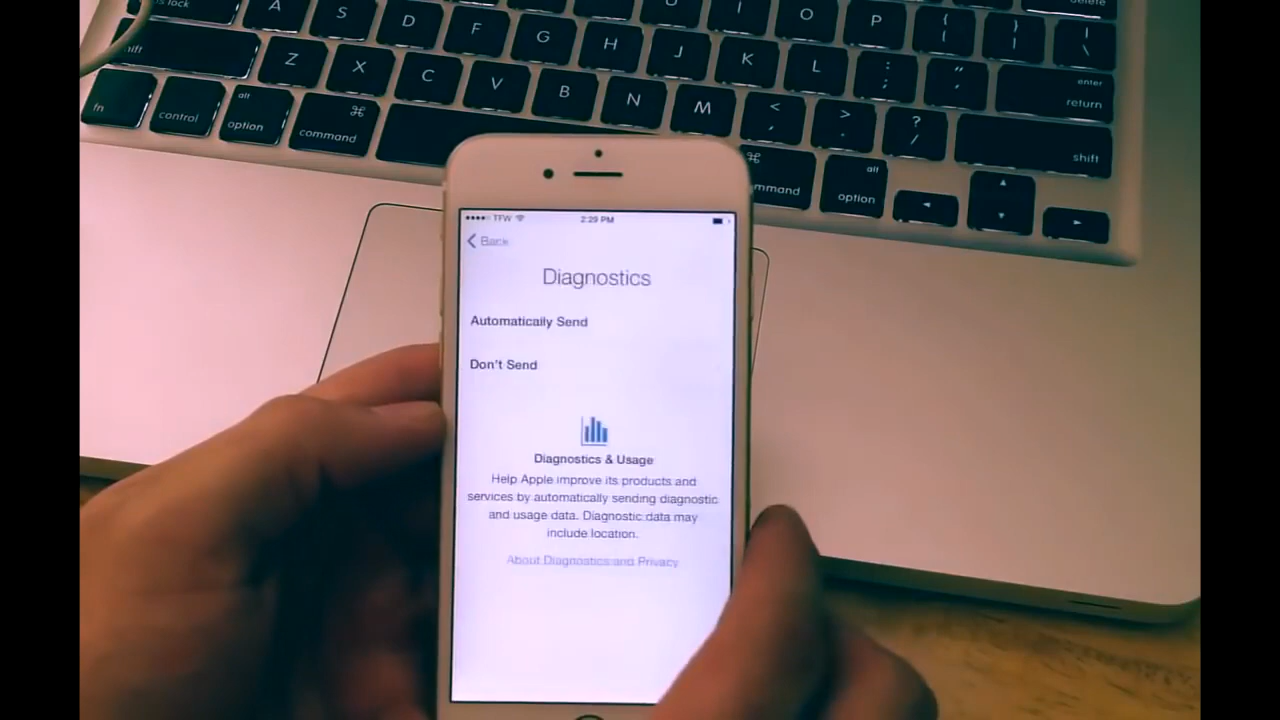 delete
A S D F G H J K L : ; " ' enter return
U I O P { [ } ] | \
s lock
shift Z X C V B N M < , > . ? / shift
fn control alt option ⌘ command ⌘ mmand alt option
TFW 2:29 PM
Back
Diagnostics
Automatically Send
Don't Send
Diagnostics & Usage
Help Apple improve its products and
services by automatically sending diagnostic
and usage data. Diagnostic data may
include location.
About Diagnostics and Privacy